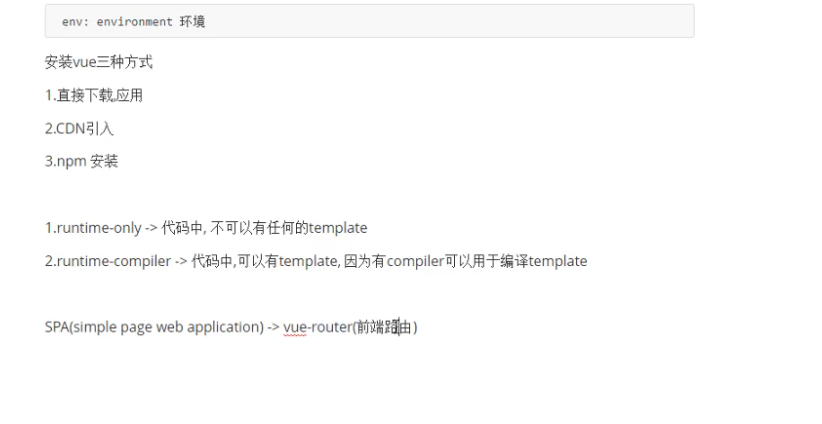 env: environment 环境
安装vue三种方式
1.直接下载,应用
2.CDN引入
3.npm 安装
1.runtime-only -> 代码中, 不可以有任何的template
2.runtime-compiler -> 代码中,可以有template, 因为有compiler可以用于编译template
SPA(simple page web application) -> vue-router(前端路由)